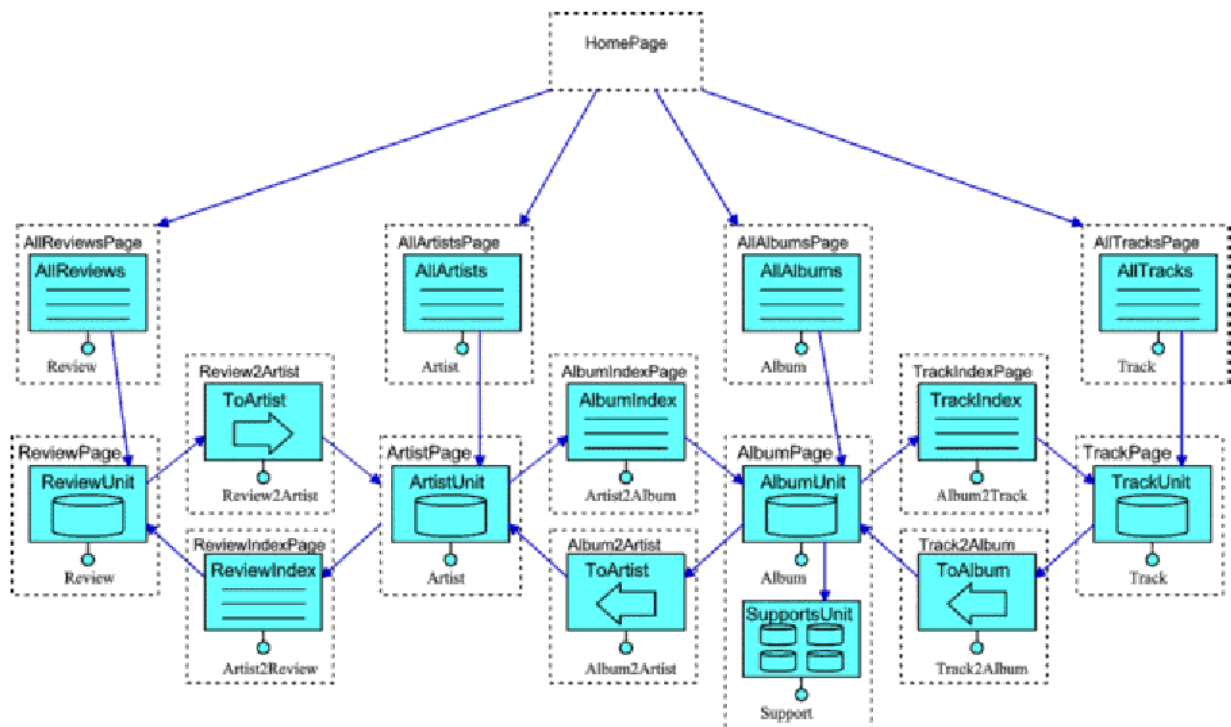 HomePage
AllReviewsPage
AllReviews
Review
AllArtistsPage
AllArtists
Artist
AllAlbumsPage
AllAlbums
Album
AllTracksPage
AllTracks
Track
Review2Artist
ToArtist
Review2Artist
AlbumIndexPage
AlbumIndex
Artist2Album
TrackIndexPage
TrackIndex
Album2Track
ReviewPage
ReviewUnit
Review
ArtistPage
ArtistUnit
Artist
AlbumPage
AlbumUnit
Album
SupportsUnit
Support
TrackPage
TrackUnit
Track
ReviewIndexPage
ReviewIndex
Artist2Review
Album2Artist
ToArtist
Album2Artist
Track2Album
ToAlbum
Track2Album